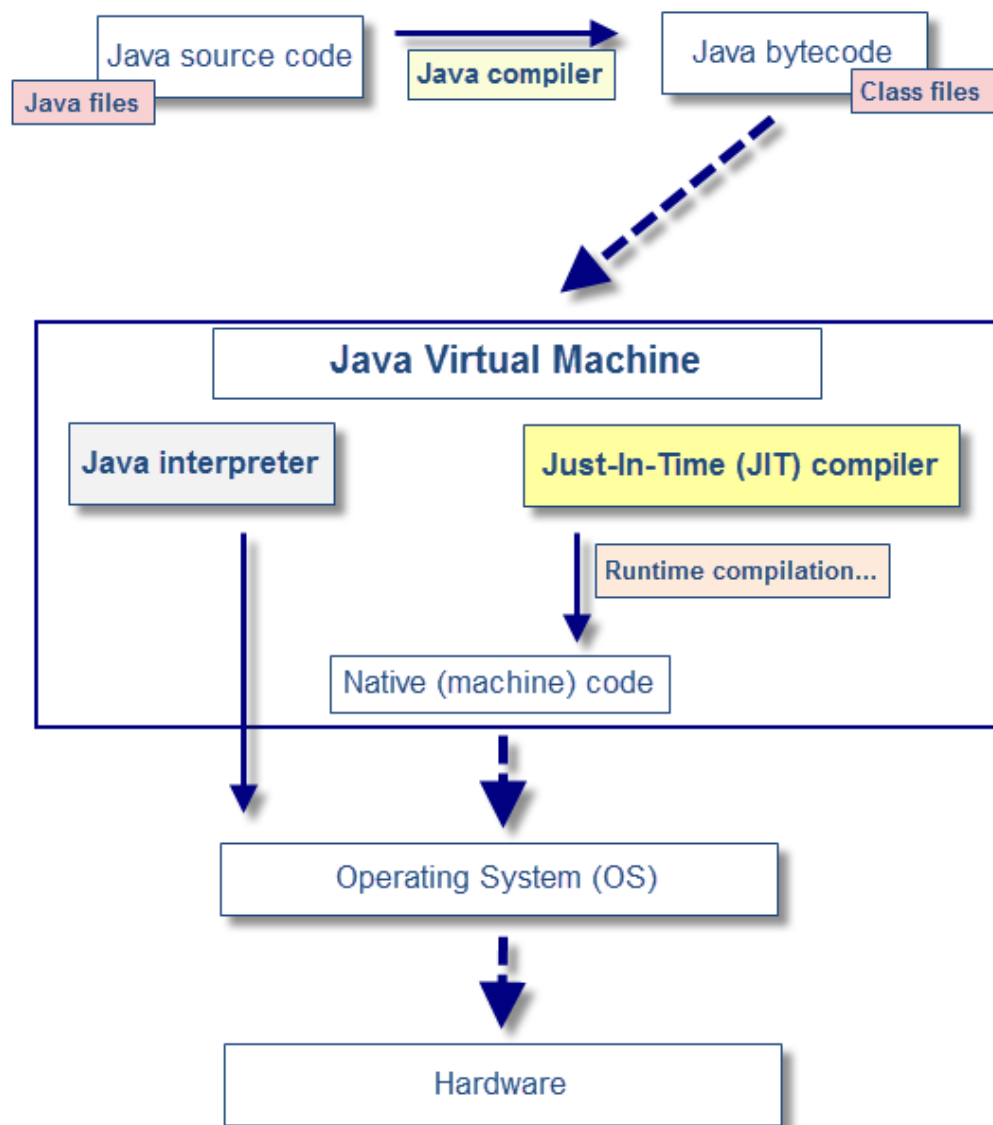 Java source code
Java files
Java compiler
Java bytecode
Class files
Java Virtual Machine
Java interpreter
Just-In-Time (JIT) compiler
Runtime compilation...
Native (machine) code
Operating System (OS)
Hardware